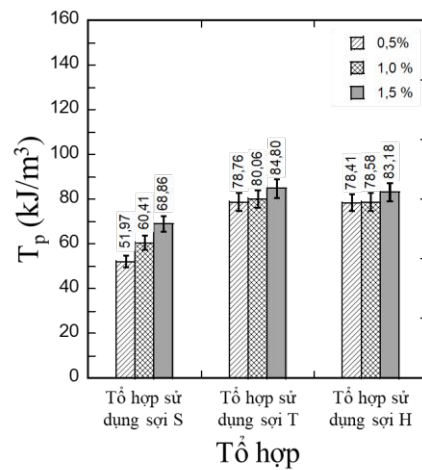 160
140
120
100
80
60
40
20
0
T_p (kJ/m³)
0,5%
1,0 %
1,5 %
51,97
60,41
68,86
78,76
80,06
84,80
78,41
78,58
83,18
Tổ hợp sử
dụng sợi S
Tổ hợp sử
dụng sợi T
Tổ hợp sử
dụng sợi H
Tổ hợp